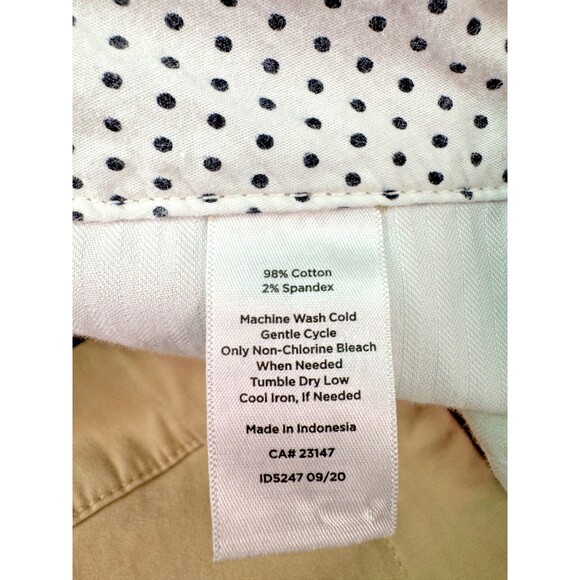 98% Cotton
2% Spandex
Machine Wash Cold
Gentle Cycle
Only Non-Chlorine Bleach
When Needed
Tumble Dry Low
Cool Iron, If Needed
Made in Indonesia
CA# 23147
ID5247 09/20